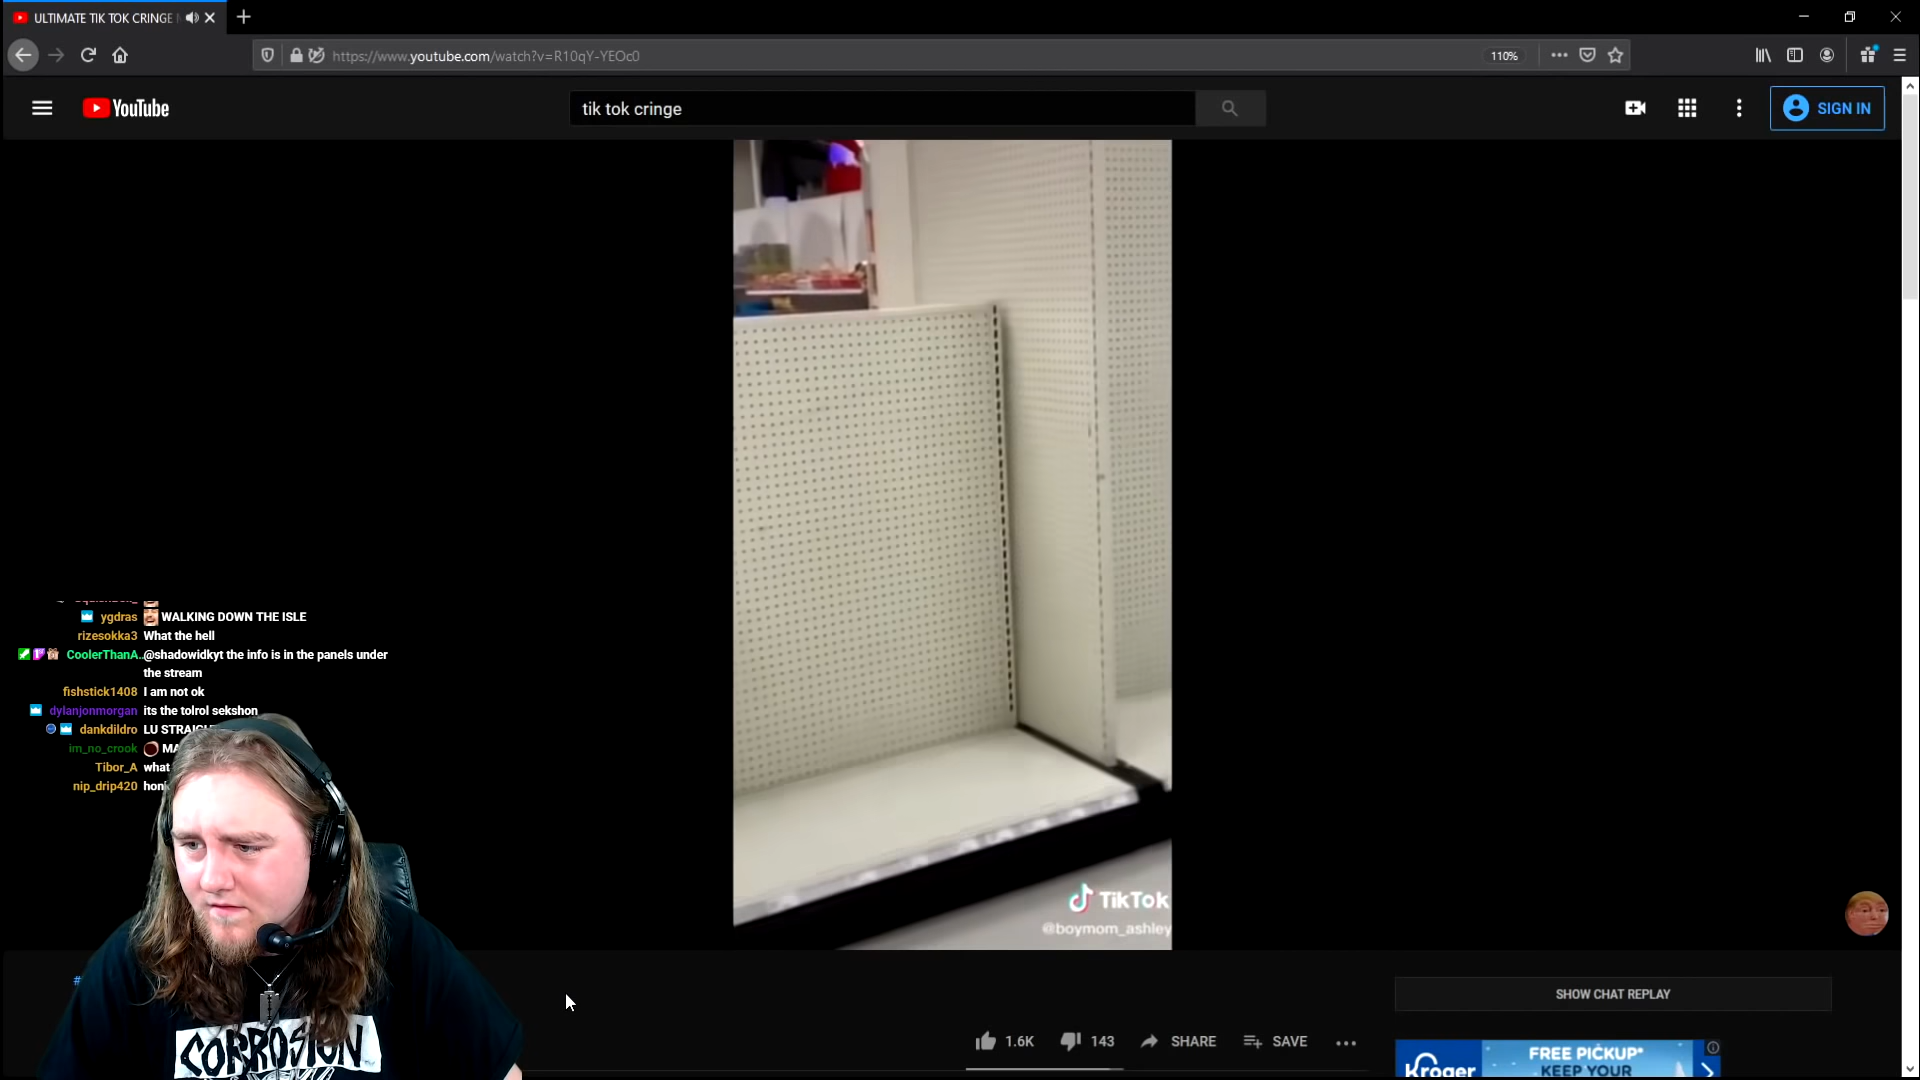 ULTIMATE TIK TOK CRINGE
https://www.youtube.com/watch?v=R10qY-YEOc0
110%
YouTube
tik tok cringe
SIGN IN
ygdras WALKING DOWN THE ISLE
rizesokka3 What the hell
CoolerThanA.. @shadowidkyt the info is in the panels under
the stream
fishstick1408 I am not ok
dylanjonmorgan its the tolrol sekshon
dankdildro LU
im_no_crook
Tibor_A what
nip_drip420
TikTok
@boymom_ashley
#
SHOW CHAT REPLAY
1.6K
143
SHARE
SAVE
CORROSION
Kroger
FREE PICKUP*
KEEP YOUR